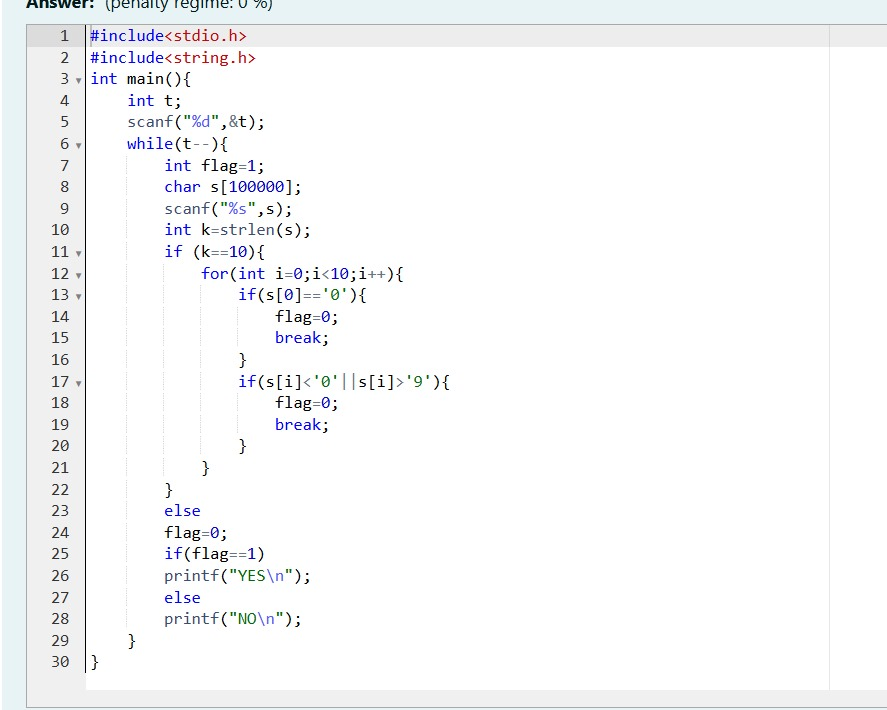 Answer: (penalty regime: 0 %)
1 #include<stdio.h>
2 #include<string.h>
3 int main(){
4     int t;
5     scanf("%d",&t);
6     while(t--){
7         int flag=1;
8         char s[100000];
9         scanf("%s",s);
10         int k=strlen(s);
11         if (k==10){
12             for(int i=0;i<10;i++){
13                 if(s[0]=='0'){
14                     flag=0;
15                     break;
16                 }
17                 if(s[i]<'0'||s[i]>'9'){
18                     flag=0;
19                     break;
20                 }
21             }
22         }
23         else
24         flag=0;
25         if(flag==1)
26         printf("YES\n");
27         else
28         printf("NO\n");
29     }
30 }